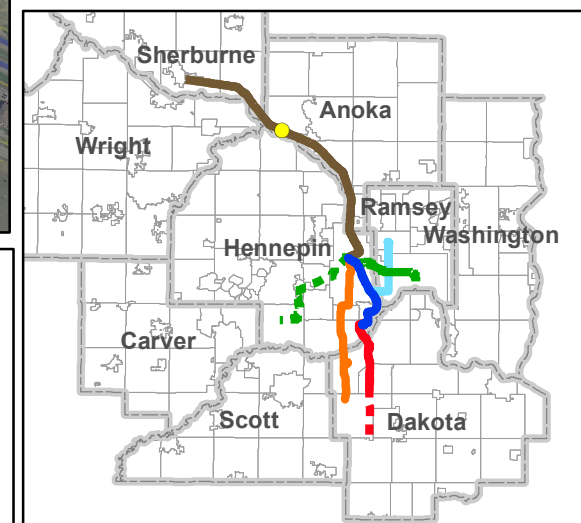 Sherburne
Anoka
Wright
Ramsey
Hennepin
Washington
Carver
Scott
Dakota